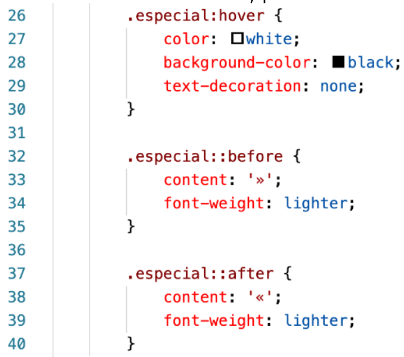 26 .especial:hover {
27 color: white;
28 background-color: black;
29 text-decoration: none;
30 }
31
32 .especial::before {
33 content: '»';
34 font-weight: lighter;
35 }
36
37 .especial::after {
38 content: '«';
39 font-weight: lighter;
40 }